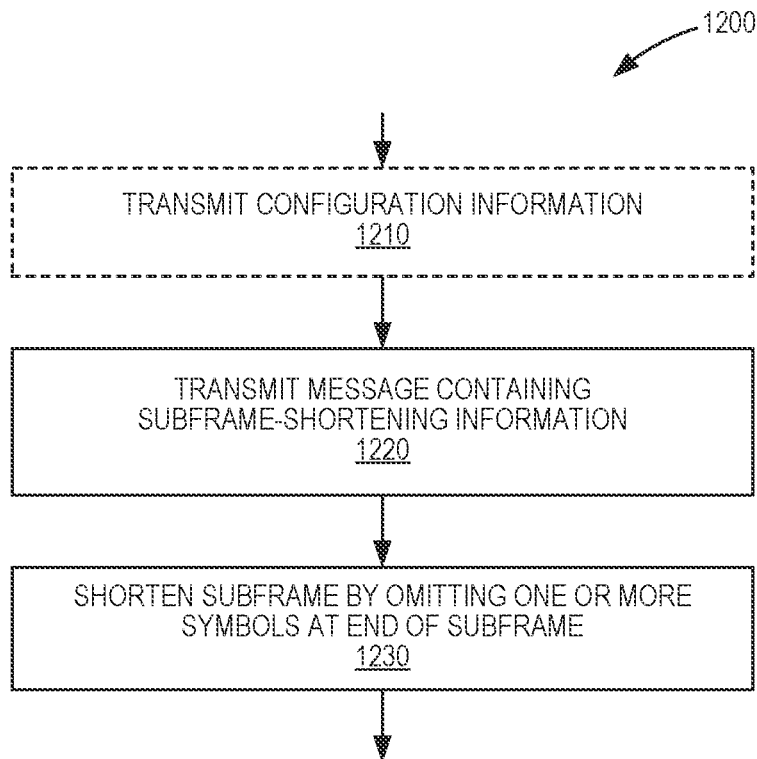 1200
TRANSMIT CONFIGURATION INFORMATION
1210
TRANSMIT MESSAGE CONTAINING
SUBFRAME-SHORTENING INFORMATION
1220
SHORTEN SUBFRAME BY OMITTING ONE OR MORE
SYMBOLS AT END OF SUBFRAME
1230